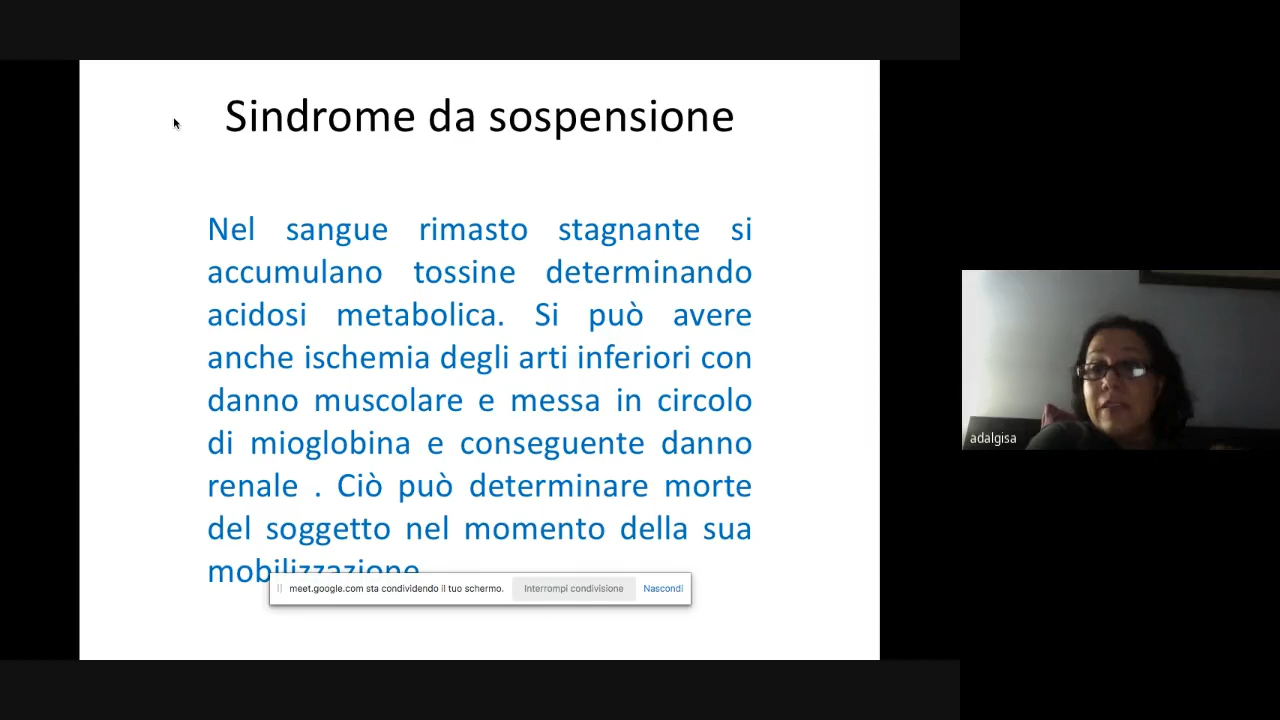 Sindrome da sospensione
Nel sangue rimasto stagnante si
accumulano tossine determinando
acidosi metabolica. Si può avere
anche ischemia degli arti inferiori con
danno muscolare e messa in circolo
di mioglobina e conseguente danno
renale . Ciò può determinare morte
del soggetto nel momento della sua
mobilizzazione
meet.google.com sta condividendo il tuo schermo. Interrompi condivisione Nascondi
adalgisa